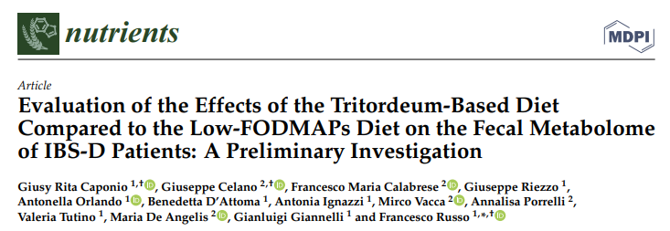 nutrients
MDPI
Article
Evaluation of the Effects of the Tritordeum-Based Diet
Compared to the Low-FODMAPs Diet on the Fecal Metabolome
of IBS-D Patients: A Preliminary Investigation
Giusy Rita Caponio 1,†, Giuseppe Celano 2,†, Francesco Maria Calabrese 2, Giuseppe Riezzo 1,
Antonella Orlando 1, Benedetta D'Attoma 1, Antonia Ignazzi 1, Mirco Vacca 2, Annalisa Porrelli 2,
Valeria Tutino 1, Maria De Angelis 2, Gianluigi Giannelli 1 and Francesco Russo 1,*,†